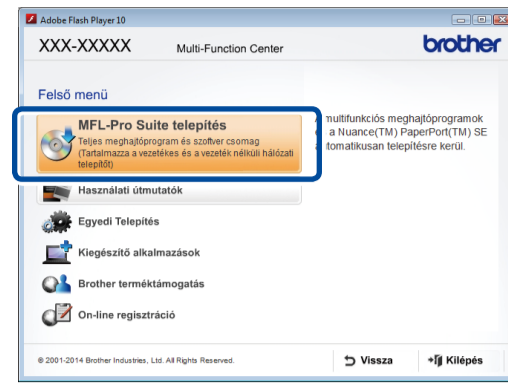 Adobe Flash Player 10
XXX-XXXXX
Multi-Function Center
brother
Felső menü
MFL-Pro Suite telepítés
Teljes meghajtóprogram és szoftver csomag
(Tartalmazza a vezetékes és a vezeték nélküli hálózati
telepítőt)
multifunkciós meghajtóprogramok
a Nuance(TM) PaperPort(TM) SE
automatikusan telepítésre kerül.
Használati útmutatók
Egyedi Telepítés
Kiegészítő alkalmazások
Brother terméktámogatás
On-line regisztráció
© 2001-2014 Brother Industries, Ltd. All Rights Reserved.
Vissza
Kilépés